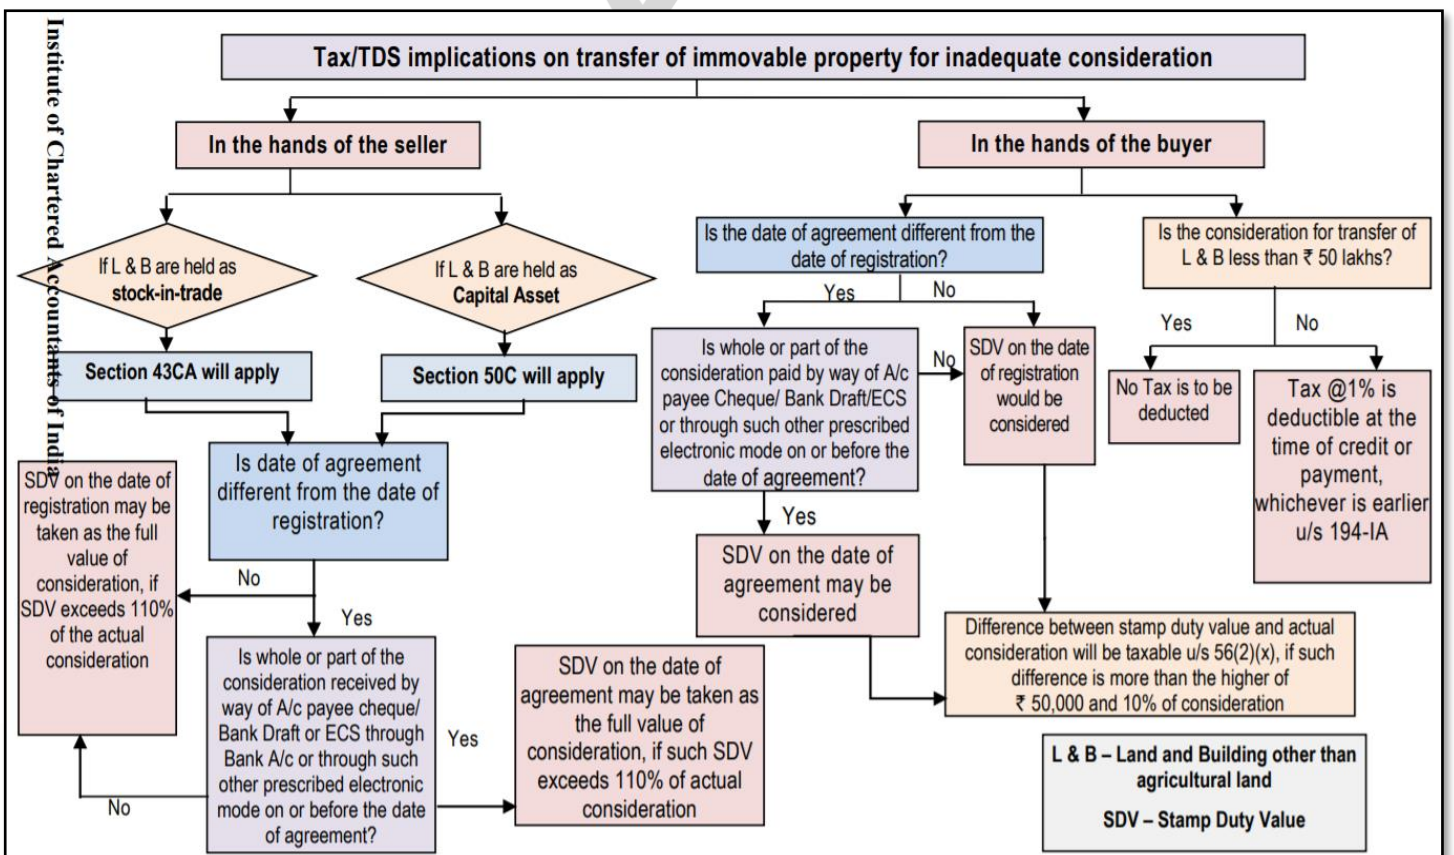 Institute of Chartered Accountants of India
Tax/TDS implications on transfer of immovable property for inadequate consideration
In the hands of the seller
If L & B are held as
stock-in-trade
If L & B are held as
Capital Asset
Section 43CA will apply
Section 50C will apply
Is date of agreement
different from the date of
registration?
No
Yes
SDV on the date of
registration may be
taken as the full
value of
consideration, if
SDV exceeds 110%
of the actual
consideration
Is whole or part of the
consideration received by
way of A/c payee cheque/
Bank Draft or ECS through
Bank A/c or through such
other prescribed electronic
mode on or before the date
of agreement?
No
Yes
SDV on the date of
agreement may be taken as
the full value of
consideration, if such SDV
exceeds 110% of actual
consideration
In the hands of the buyer
Is the date of agreement different from the
date of registration?
Yes
No
Is whole or part of the
consideration paid by way of A/c
payee Cheque/ Bank Draft/ECS
or through such other prescribed
electronic mode on or before the
date of agreement?
No
SDV on the date
of registration
would be
considered
Yes
SDV on the date of
agreement may be
considered
Difference between stamp duty value and actual
consideration will be taxable u/s 56(2)(x), if such
difference is more than the higher of
₹ 50,000 and 10% of consideration
Is the consideration for transfer of
L & B less than ₹ 50 lakhs?
Yes
No
No Tax is to be
deducted
Tax @1% is
deductible at the
time of credit or
payment,
whichever is earlier
u/s 194-IA
L & B – Land and Building other than
agricultural land
SDV – Stamp Duty Value